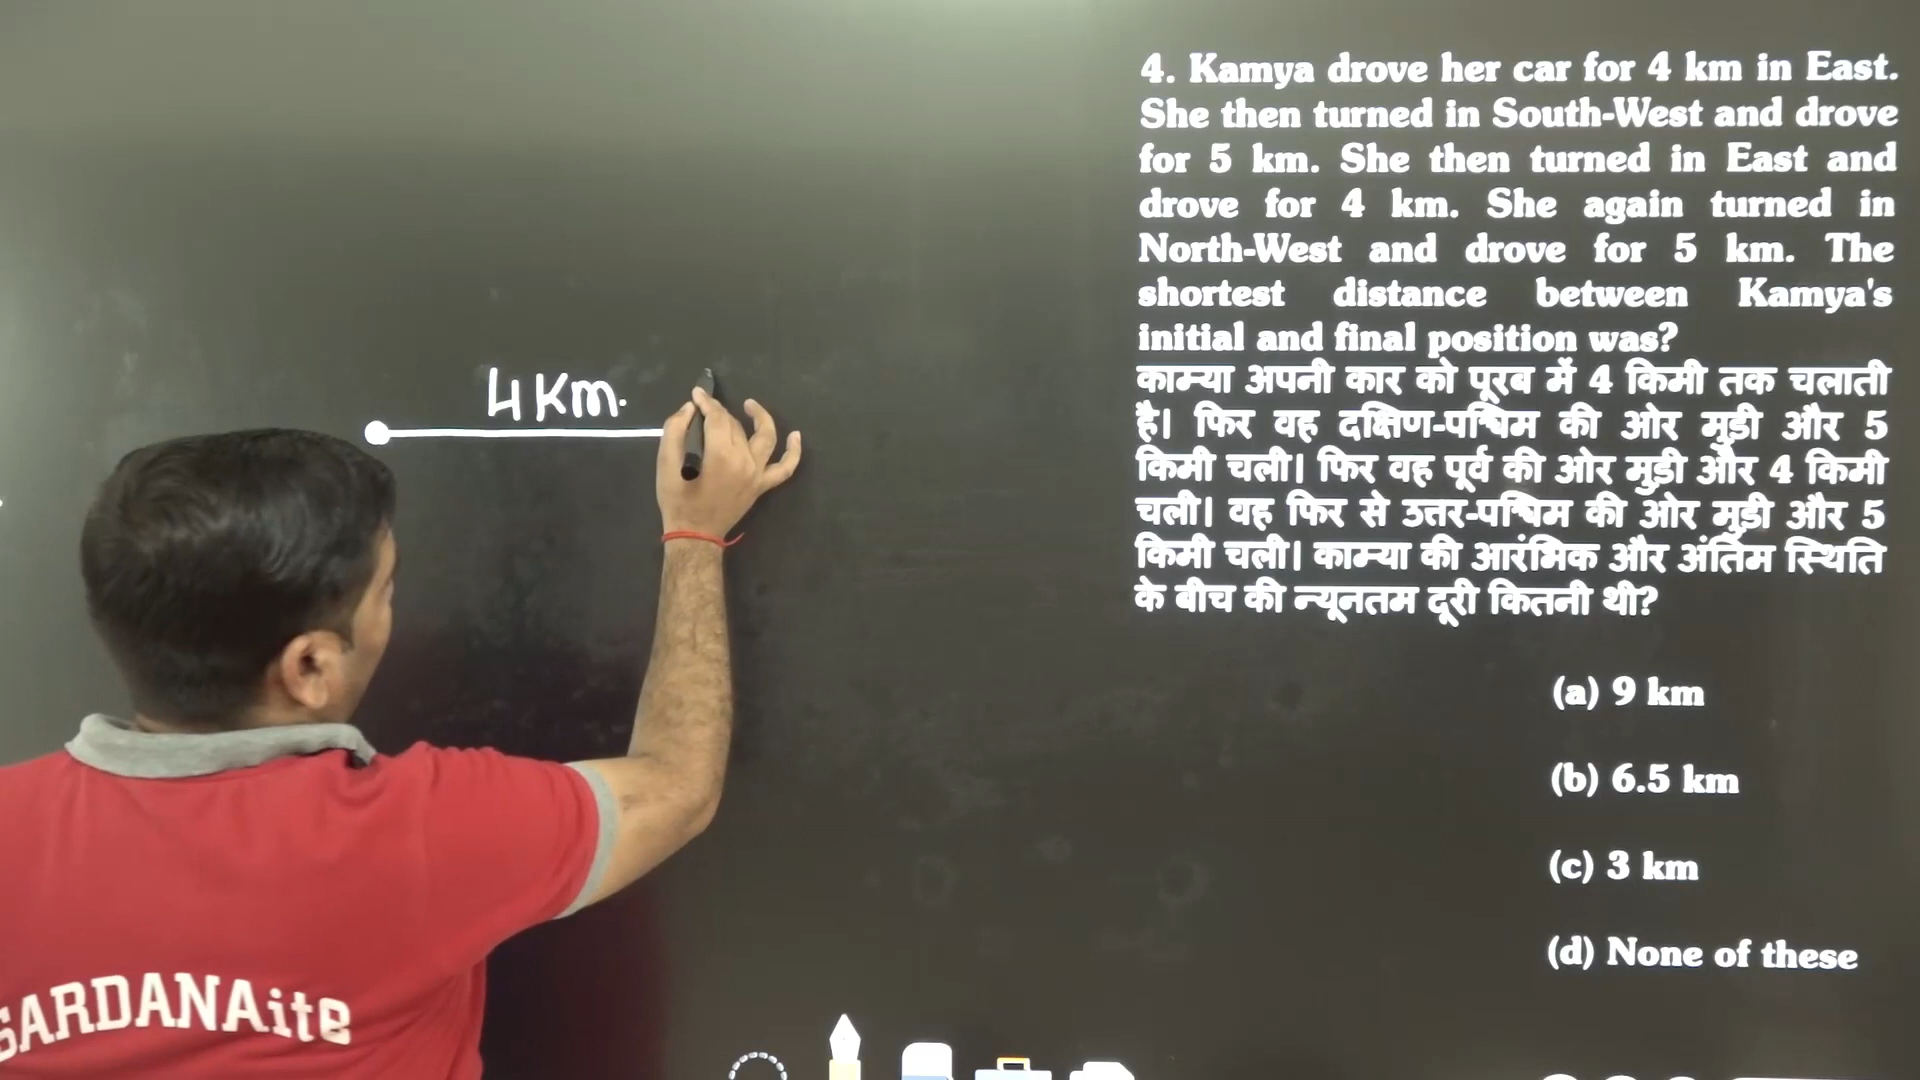 4. Kamya drove her car for 4 km in East.
She then turned in South-West and drove
for 5 km. She then turned in East and
drove for 4 km. She again turned in
North-West and drove for 5 km. The
shortest distance between Kamya's
initial and final position was?
काम्या अपनी कार को पूरब में 4 किमी तक चलाती
है। फिर वह दक्षिण-पश्चिम की ओर मुड़ी और 5
किमी चली। फिर वह पूर्व की ओर मुड़ी और 4 किमी
चली। वह फिर से उत्तर-पश्चिम की ओर मुड़ी और 5
किमी चली। काम्या की आरंभिक और अंतिम स्थिति
के बीच की न्यूनतम दूरी कितनी थी?
4 Km.
(a) 9 km
(b) 6.5 km
(c) 3 km
(d) None of these
SARDANAite